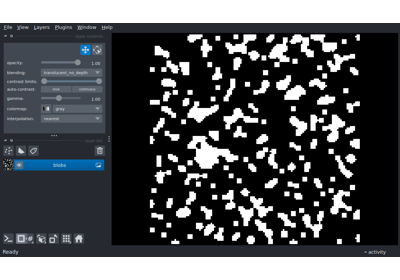 File View Layers Plugins Window Help
opacity: 1.00
blending: translucent_no_depth
contrast limits:
auto-contrast: once continuous
gamma: 1.00
colormap: gray
interpolation: nearest
blobs
Ready activity